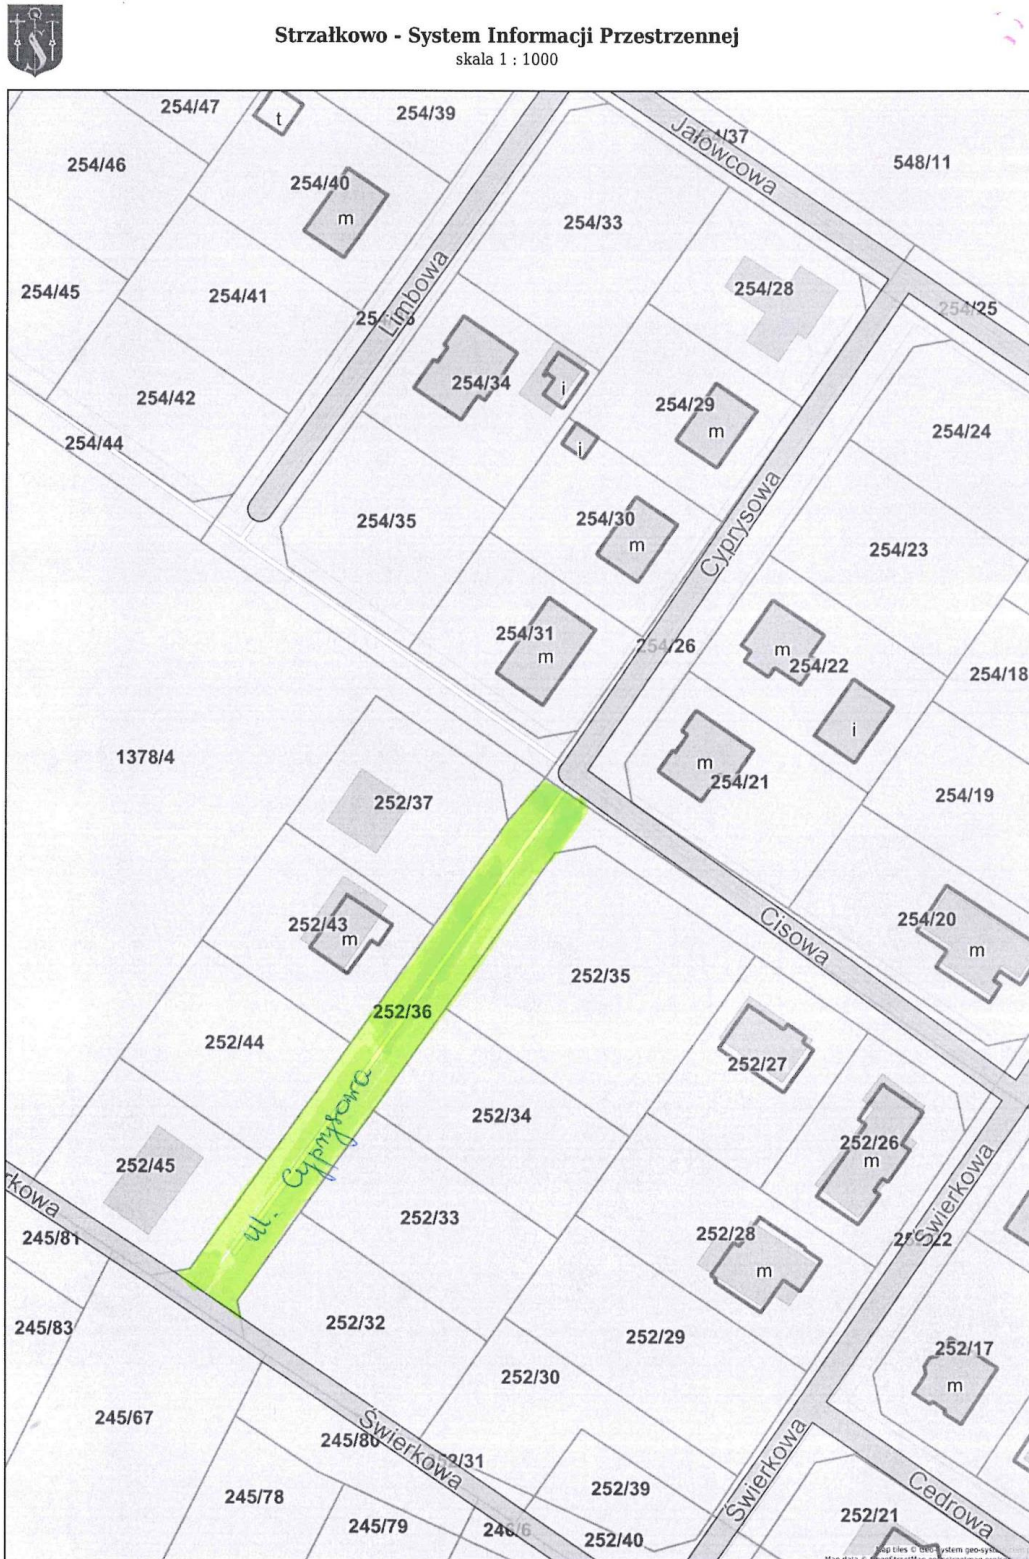 Strzałkowo - System Informacji Przestrzennej
skala 1 : 1000
254/47
t
254/39
Jałowcowa
548/11
254/46
254/40
m
254/33
254/45
254/41
Limbowa
254/28
254/25
254/42
254/34
i
254/29
m
254/24
254/44
i
254/35
254/30
m
Cyprysowa
254/23
254/31
m
254/26
m
254/22
254/18
i
1378/4
m
254/21
252/37
254/19
252/43
m
Cisowa
254/20
m
252/35
252/36
252/44
252/27
252/34
ul. Cyprysowa
252/26
m
252/45
252/33
252/28
m
Świerkowa
rkowa
245/81
245/83
252/32
252/29
252/17
m
252/30
245/67
Świerkowa
245/80
Świerkowa
252/39
Cedrowa
245/78
245/79
246/6
252/40
252/21